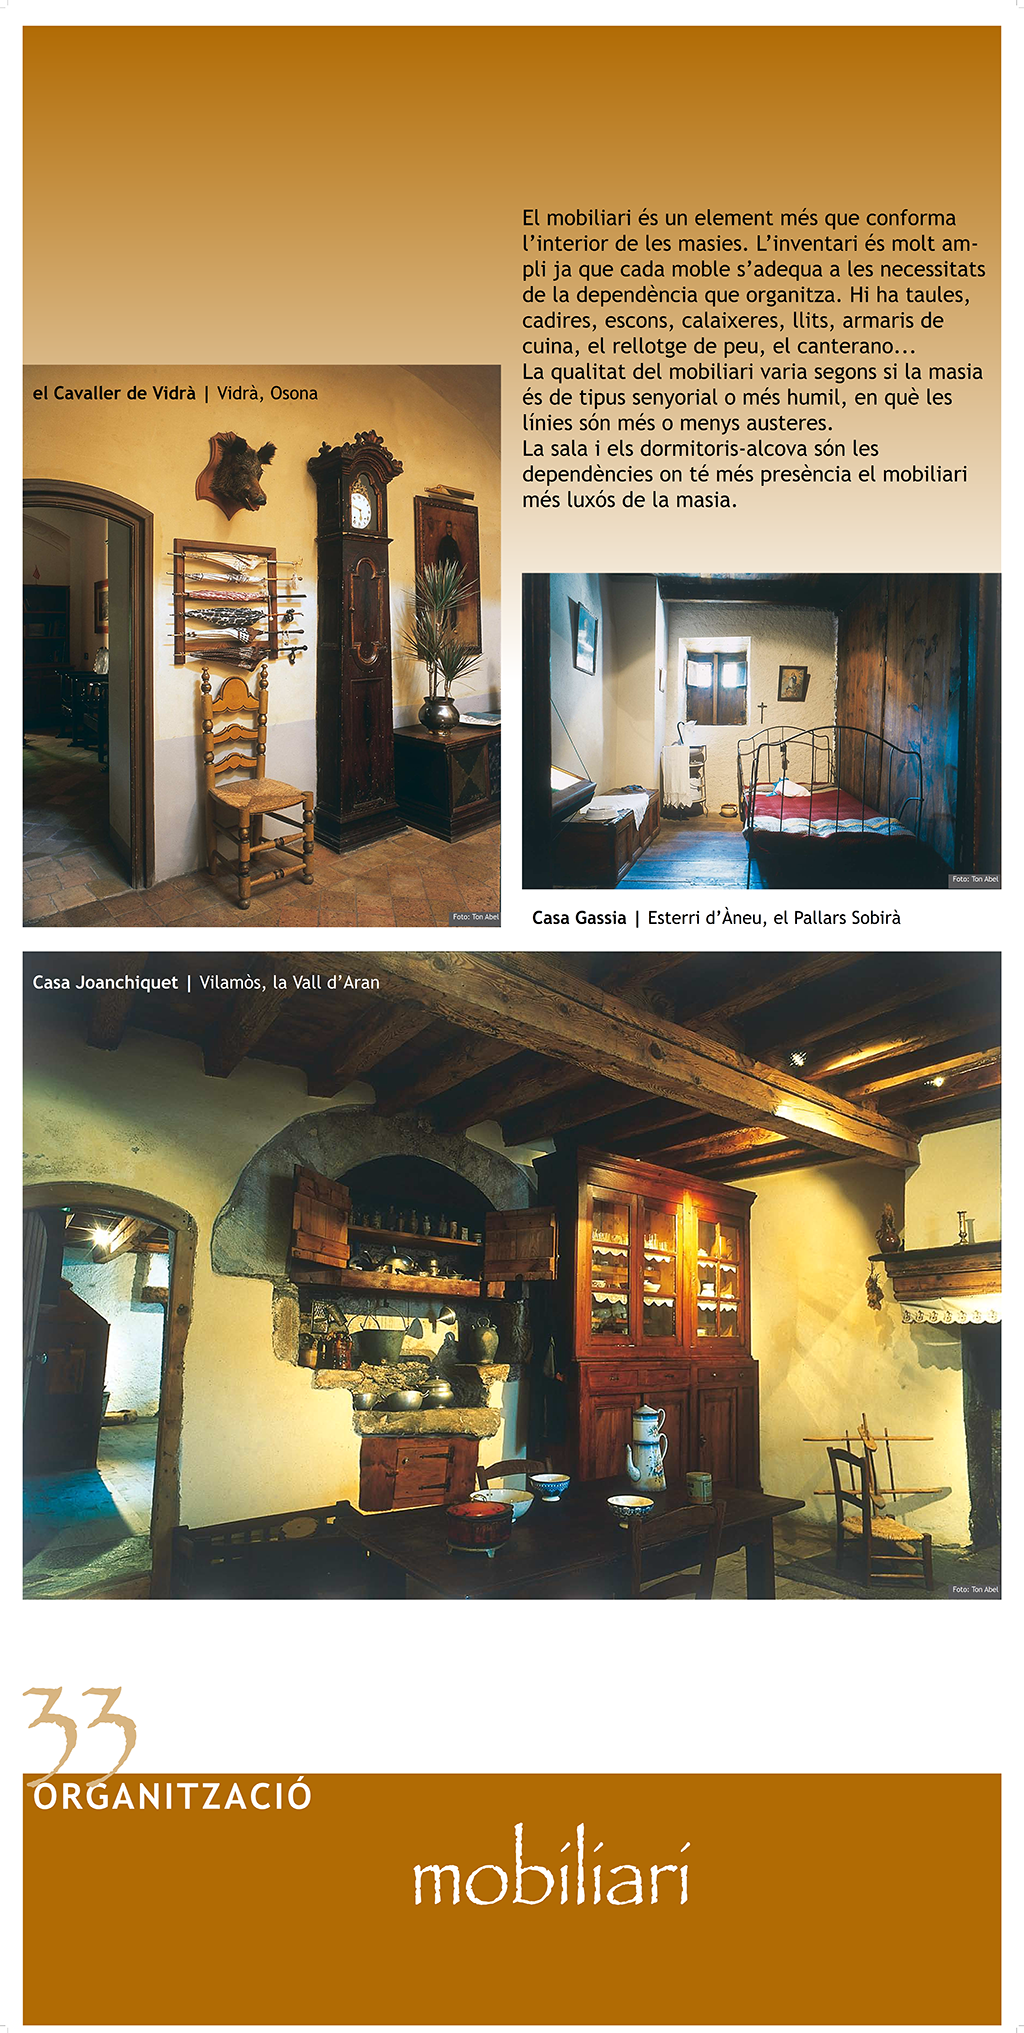 El mobiliari és un element més que conforma
l’interior de les masies. L’inventari és molt am-
pli ja que cada moble s’adequa a les necessitats
de la dependència que organitza. Hi ha taules,
cadires, escons, calaixeres, llits, armaris de
cuina, el rellotge de peu, el canterano...
La qualitat del mobiliari varia segons si la masia
és de tipus senyorial o més humil, en què les
línies són més o menys austeres.
La sala i els dormitoris-alcova són les
dependències on té més presència el mobiliari
més luxós de la masia.
el Cavaller de Vidrà | Vidrà, Osona
Foto: Ton Abel
Foto: Ton Abel
Casa Gassia | Esterri d’Àneu, el Pallars Sobirà
Casa Joanchiquet | Vilamòs, la Vall d’Aran
Foto: Ton Abel
33
ORGANITZACIÓ
mobiliari